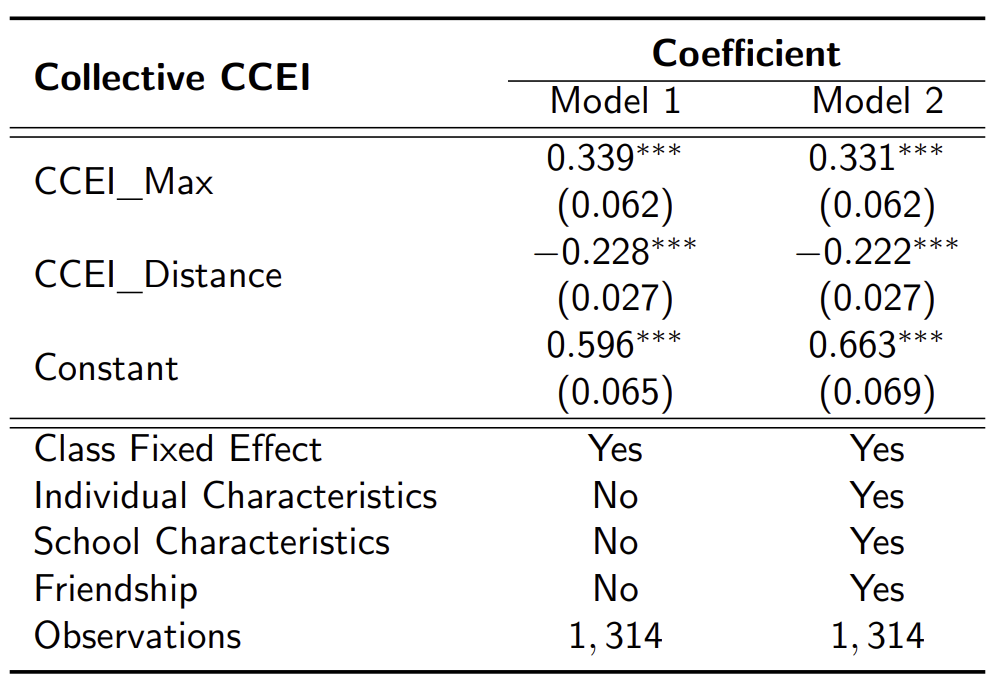 Collective CCEI Coefficient
Model 1 Model 2
CCEI_Max 0.339*** 0.331***
(0.062) (0.062)
CCEI_Distance −0.228*** −0.222***
(0.027) (0.027)
Constant 0.596*** 0.663***
(0.065) (0.069)
Class Fixed Effect Yes Yes
Individual Characteristics No Yes
School Characteristics No Yes
Friendship No Yes
Observations 1, 314 1, 314